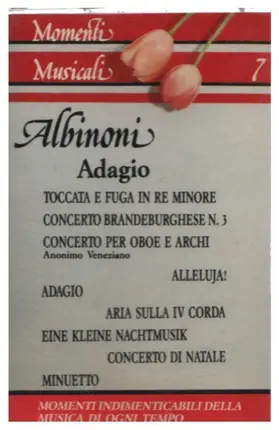 Momenti
Musicali 7
Albinoni
Adagio
TOCCATA E FUGA IN RE MINORE
CONCERTO BRANDEBURGHESE N. 3
CONCERTO PER OBOE E ARCHI
Anonimo Veneziano
ALLELUJA!
ADAGIO
ARIA SULLA IV CORDA
EINE KLEINE NACHTMUSIK
CONCERTO DI NATALE
MINUETTO
MOMENTI INDIMENTICABILI DELLA
MUSICA DI OGNI TEMPO